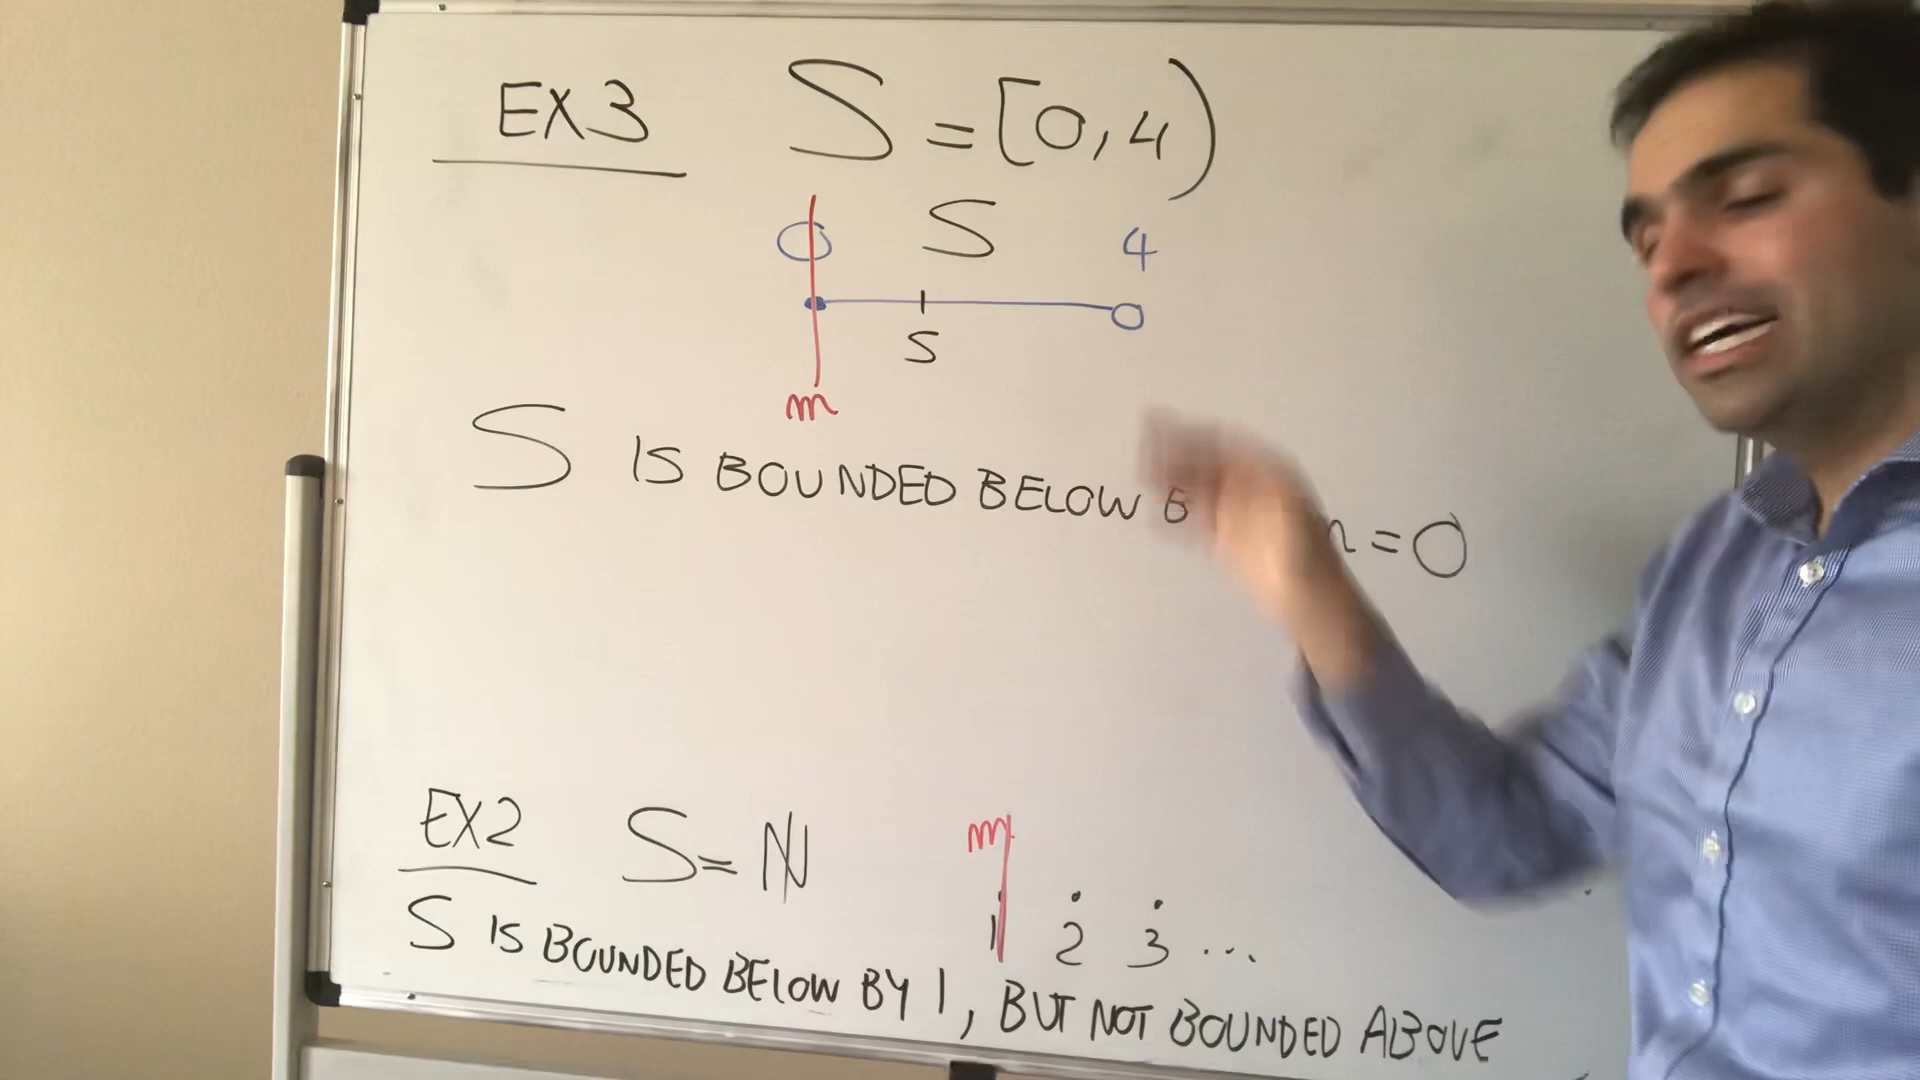 EX3 S = [0,4)
0 S 4
s
m
S IS BOUNDED BELOW = 0
EX2 S = ℕ m
1 2 3 ...
S IS BOUNDED BELOW BY 1, BUT NOT BOUNDED ABOVE